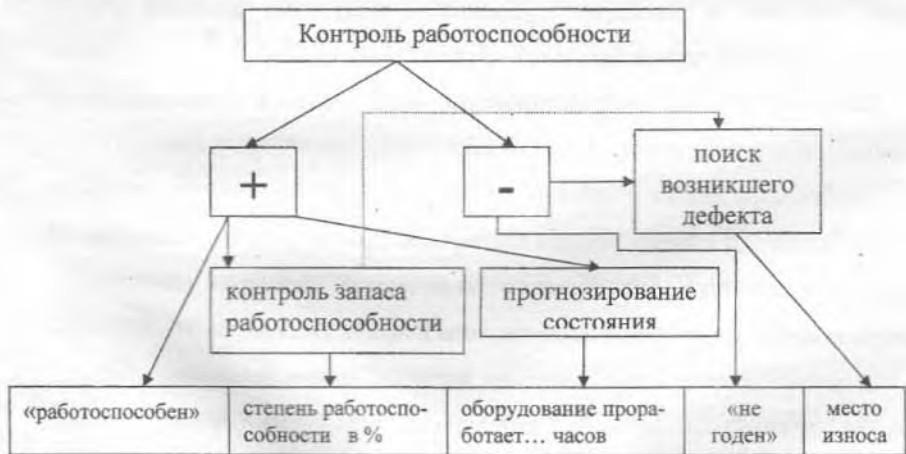 Контроль работоспособности
+
-
поиск
возникшего
дефекта
контроль запаса
работоспособности
прогнозирование
состояния
«работоспособен»
степень работоспо-
собности в %
оборудование прора-
ботает... часов
«не
годен»
место
износа